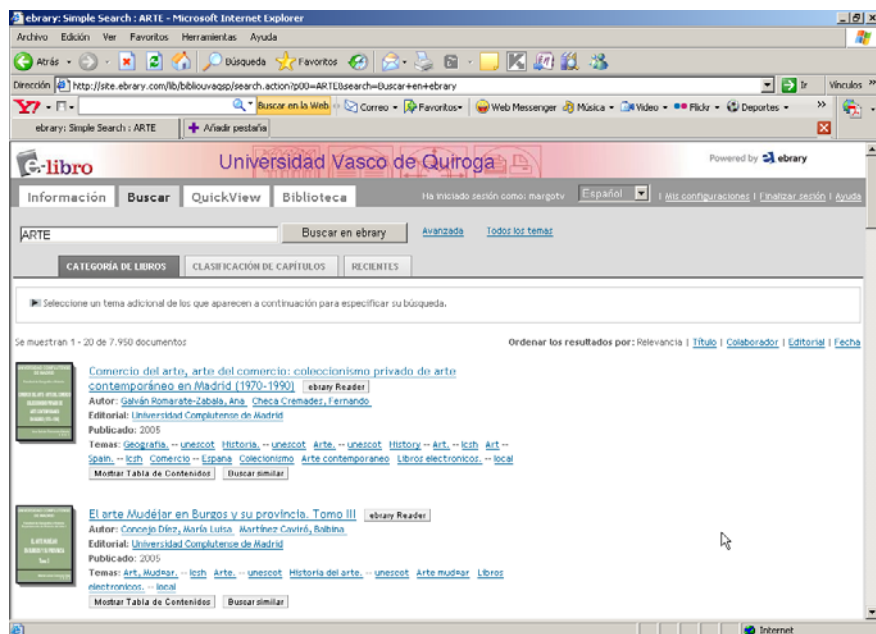 ebrary: Simple Search : ARTE - Microsoft Internet Explorer
Archivo Edición Ver Favoritos Herramientas Ayuda
Atrás Búsqueda Favoritos
Dirección http://site.ebrary.com/lib/bibliouvaqsp/search.action?p00=ARTE&search=Buscar+en+ebrary Ir Vínculos »
Y! Buscar en la Web Correo Favoritos Web Messenger Música Video Flickr Deportes »
ebrary: Simple Search : ARTE Añadir pestaña
e-libro Universidad Vasco de Quiroga Powered by ebrary
Información Buscar QuickView Biblioteca Ha iniciado sesión como: margotv Español | Mis configuraciones | Finalizar sesión | Ayuda
ARTE Buscar en ebrary Avanzada Todos los temas
CATEGORÍA DE LIBROS CLASIFICACIÓN DE CAPÍTULOS RECIENTES
Seleccione un tema adicional de los que aparecen a continuación para especificar su búsqueda.
Se muestran 1 - 20 de 7.950 documentos Ordenar los resultados por: Relevancia | Título | Colaborador | Editorial | Fecha
Comercio del arte, arte del comercio: coleccionismo privado de arte
contemporáneo en Madrid (1970-1990) ebrary Reader
Autor: Galván Romarate-Zabala, Ana Checa Cremades, Fernando
Editorial: Universidad Complutense de Madrid
Publicado: 2005
Temas: Geografía. -- unescot Historia. -- unescot Arte. -- unescot History -- Art. -- lcsh Art --
Spain. -- lcsh Comercio -- Espana Colecionismo Arte contemporaneo Libros electronicos. -- local
Mostrar Tabla de Contenidos Buscar similar
El arte Mudéjar en Burgos y su provincia. Tomo III ebrary Reader
Autor: Concejo Díez, María Luisa Martínez Caviró, Balbina
Editorial: Universidad Complutense de Madrid
Publicado: 2005
Temas: Art, Mud+ar. -- lcsh Arte. -- unescot Historia del arte. -- unescot Arte mud+ar Libros
electronicos. -- local
Mostrar Tabla de Contenidos Buscar similar
Internet